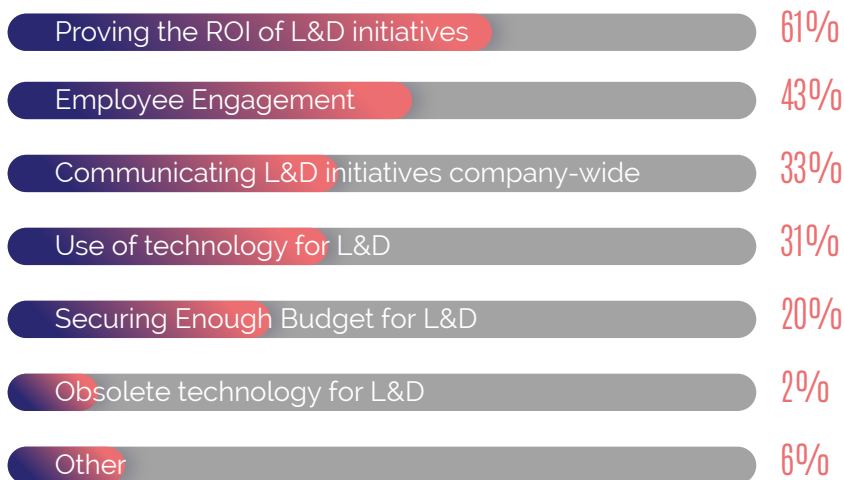 Proving the ROI of L&D initiatives 61%
Employee Engagement 43%
Communicating L&D initiatives company-wide 33%
Use of technology for L&D 31%
Securing Enough Budget for L&D 20%
Obsolete technology for L&D 2%
Other 6%